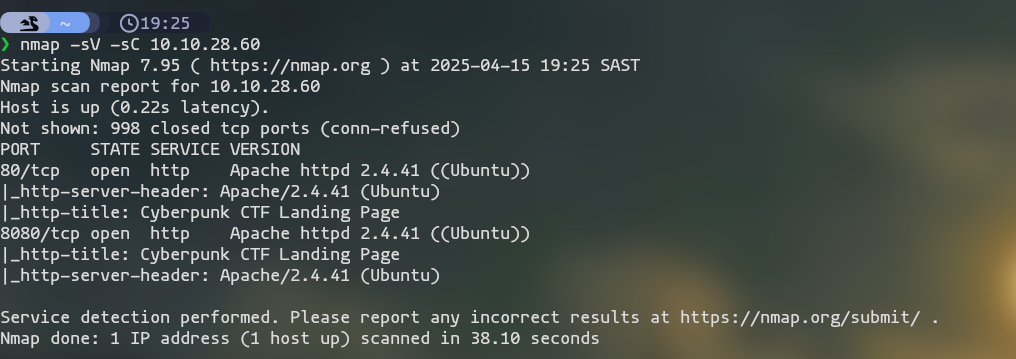 ~ 19:25
❯ nmap -sV -sC 10.10.28.60
Starting Nmap 7.95 ( https://nmap.org ) at 2025-04-15 19:25 SAST
Nmap scan report for 10.10.28.60
Host is up (0.22s latency).
Not shown: 998 closed tcp ports (conn-refused)
PORT     STATE SERVICE VERSION
80/tcp   open  http    Apache httpd 2.4.41 ((Ubuntu))
|_http-server-header: Apache/2.4.41 (Ubuntu)
|_http-title: Cyberpunk CTF Landing Page
8080/tcp open  http    Apache httpd 2.4.41 ((Ubuntu))
|_http-title: Cyberpunk CTF Landing Page
|_http-server-header: Apache/2.4.41 (Ubuntu)
Service detection performed. Please report any incorrect results at https://nmap.org/submit/ .
Nmap done: 1 IP address (1 host up) scanned in 38.10 seconds